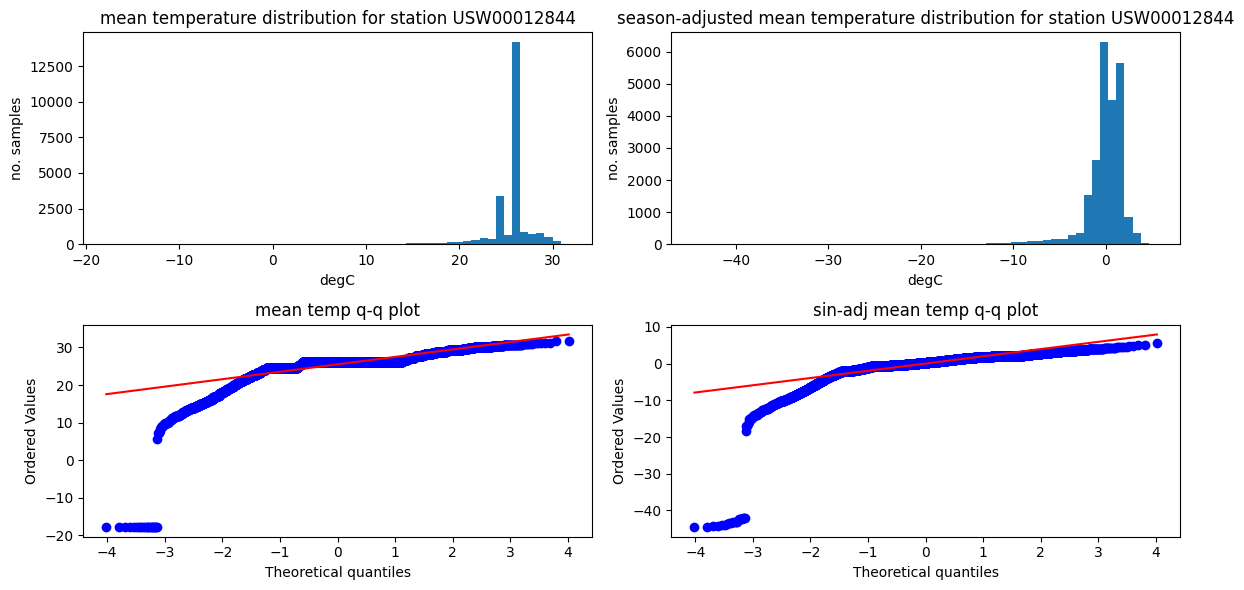 mean temperature distribution for station USW00012844
season-adjusted mean temperature distribution for station USW00012844
no. samples
12500
10000
7500
5000
2500
0
−20 −10 0 10 20 30
degC
no. samples
6000
5000
4000
3000
2000
1000
0
−40 −30 −20 −10 0
degC
mean temp q-q plot
Ordered Values
30
20
10
0
−10
−20
−4 −3 −2 −1 0 1 2 3 4
Theoretical quantiles
sin-adj mean temp q-q plot
Ordered Values
10
0
−10
−20
−30
−40
−4 −3 −2 −1 0 1 2 3 4
Theoretical quantiles